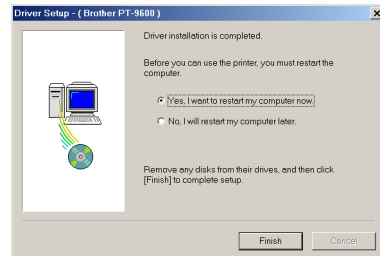 Driver Setup - ( Brother PT-9600 )
Driver installation is completed.
Before you can use the printer, you must restart the
computer.
Yes, I want to restart my computer now.
No, I will restart my computer later.
Remove any disks from their drives, and then click
[Finish] to complete setup.
Finish
Cancel